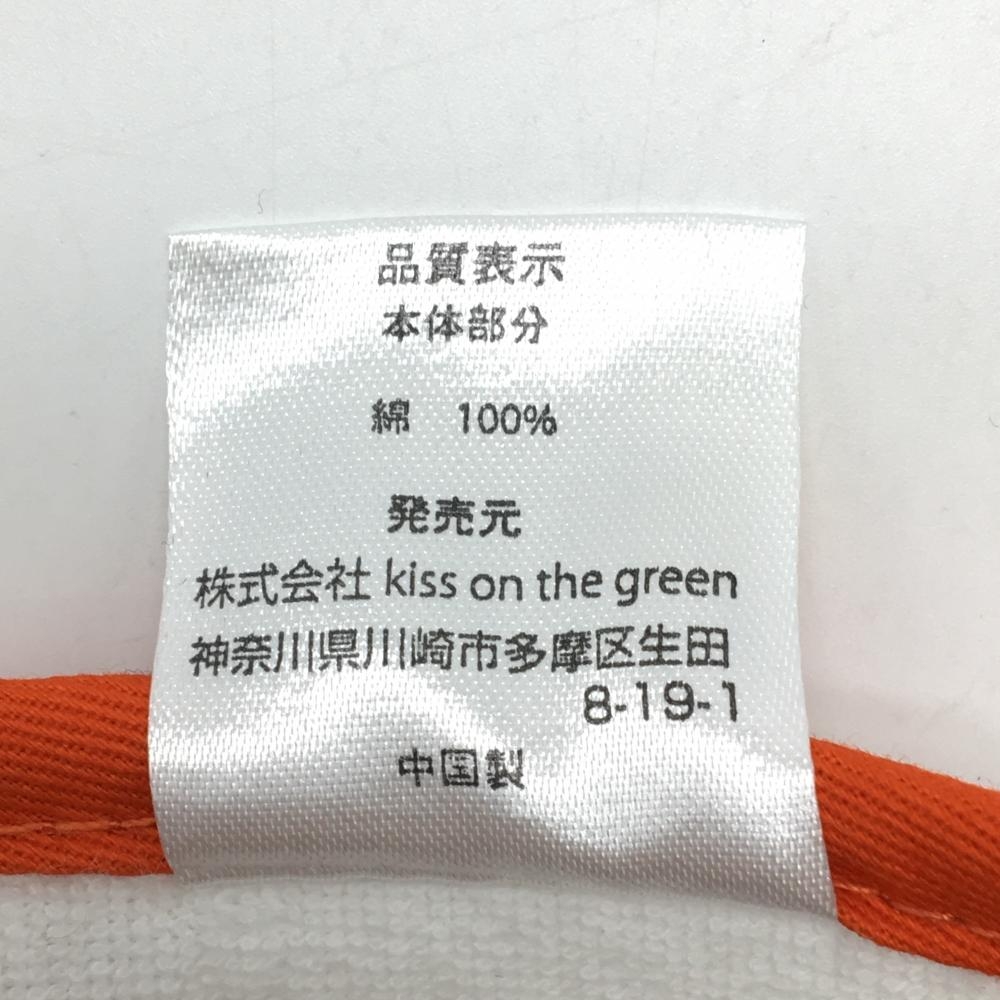 品質表示
本体部分
綿　100%
発売元
株式会社 kiss on the green
神奈川県川崎市多摩区生田
8-19-1
中国製